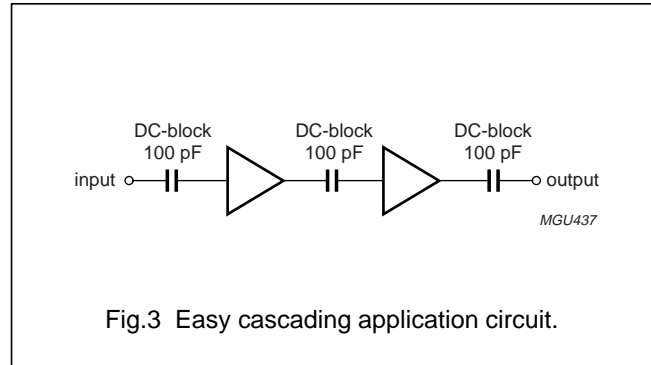 DC-block DC-block DC-block
100 pF 100 pF 100 pF
input output
MGU437
Fig.3 Easy cascading application circuit.